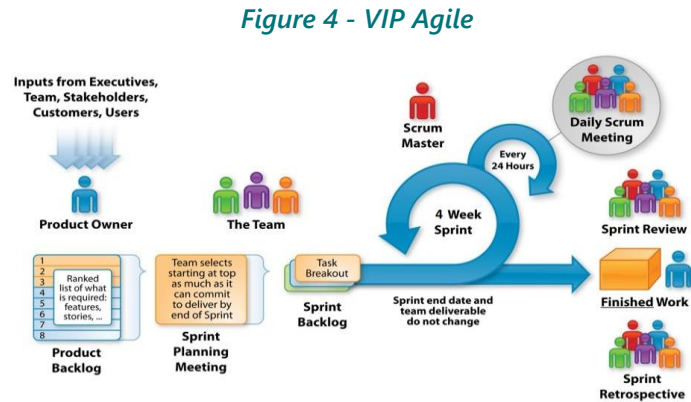 Figure 4 - VIP Agile
Inputs from Executives,
Team, Stakeholders,
Customers, Users
Product Owner
The Team
Scrum
Master
Every
24 Hours
Daily Scrum
Meeting
4 Week
Sprint
Sprint Review
1
2
3
4
5
6
7
8
Ranked
list of what
is required:
features,
stories, ...
Product
Backlog
Team selects
starting at top
as much as it
can commit
to deliver by
end of Sprint
Sprint
Planning
Meeting
Task
Breakout
Sprint
Backlog
Sprint end date and
team deliverable
do not change
Finished Work
Sprint
Retrospective